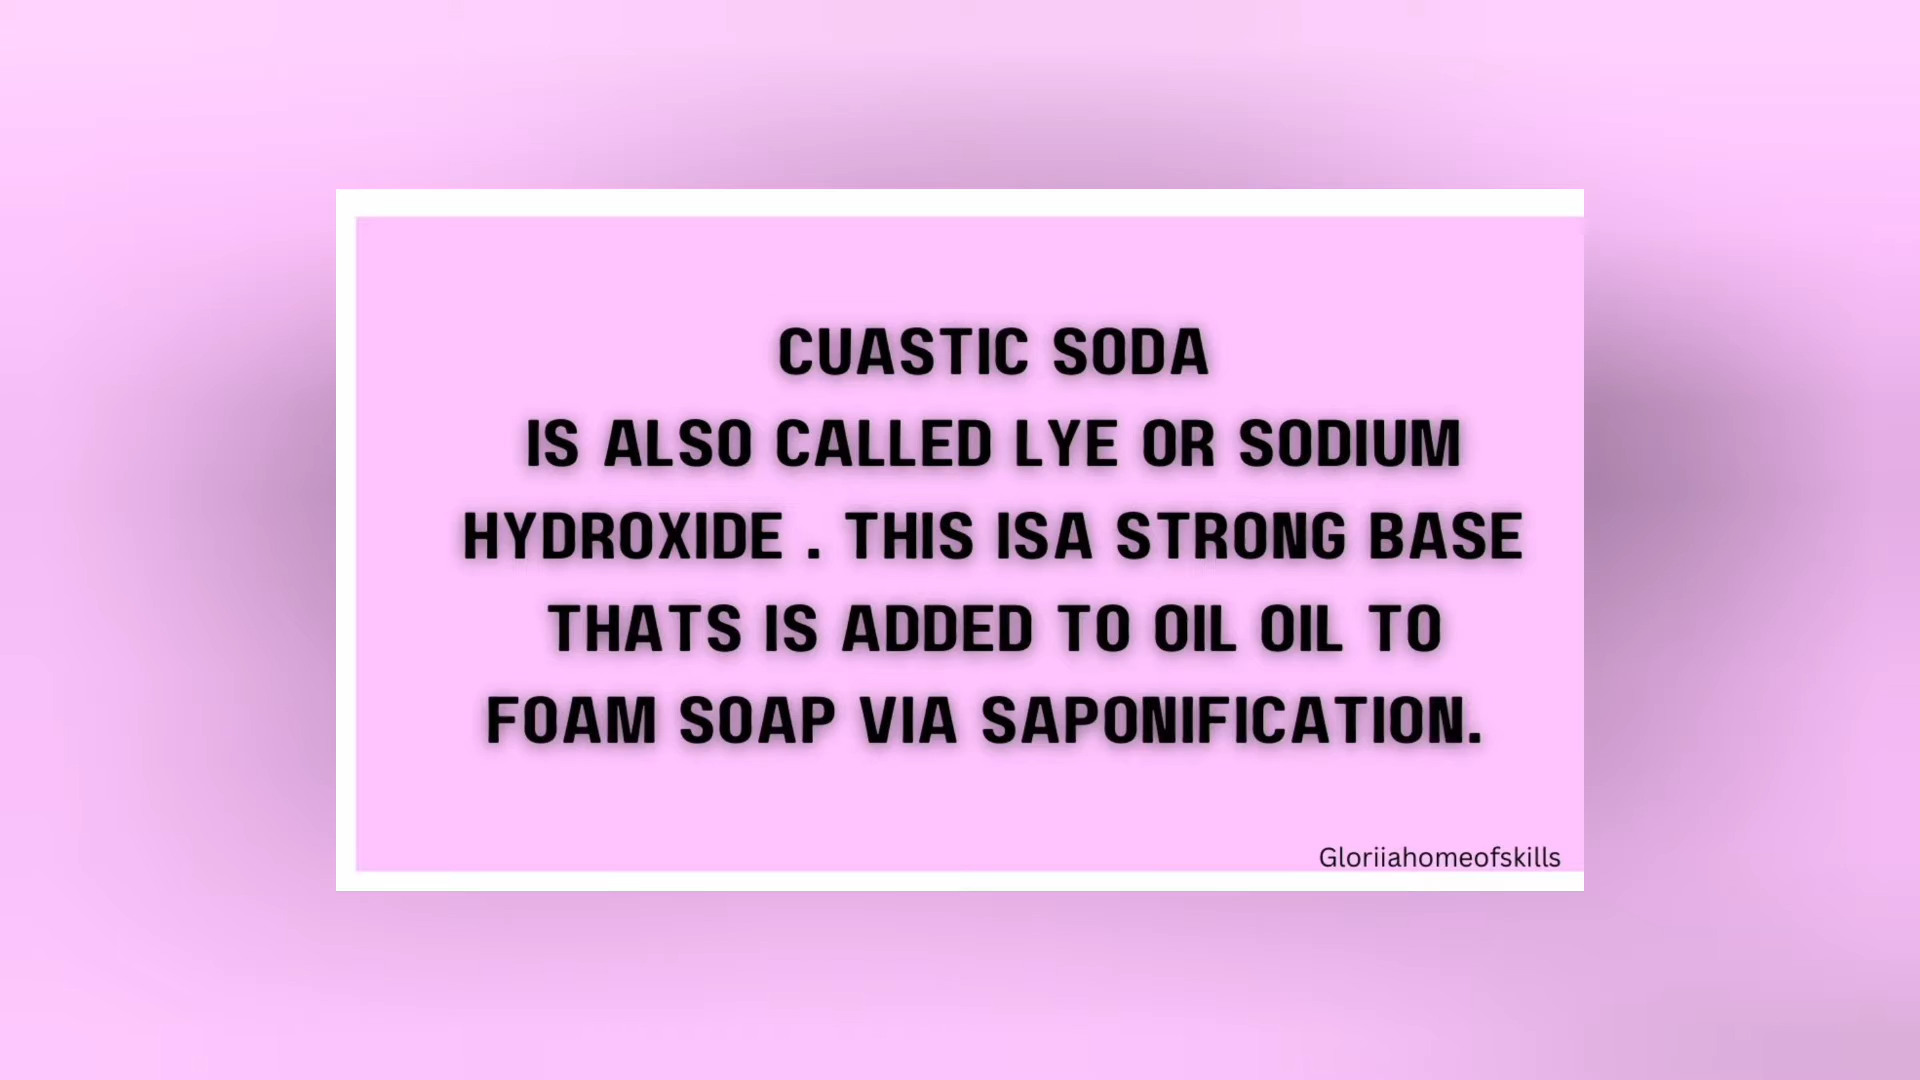 CUASTIC SODA
IS ALSO CALLED LYE OR SODIUM
HYDROXIDE . THIS ISA STRONG BASE
THATS IS ADDED TO OIL OIL TO
FOAM SOAP VIA SAPONIFICATION.
Gloriiahomeofskills